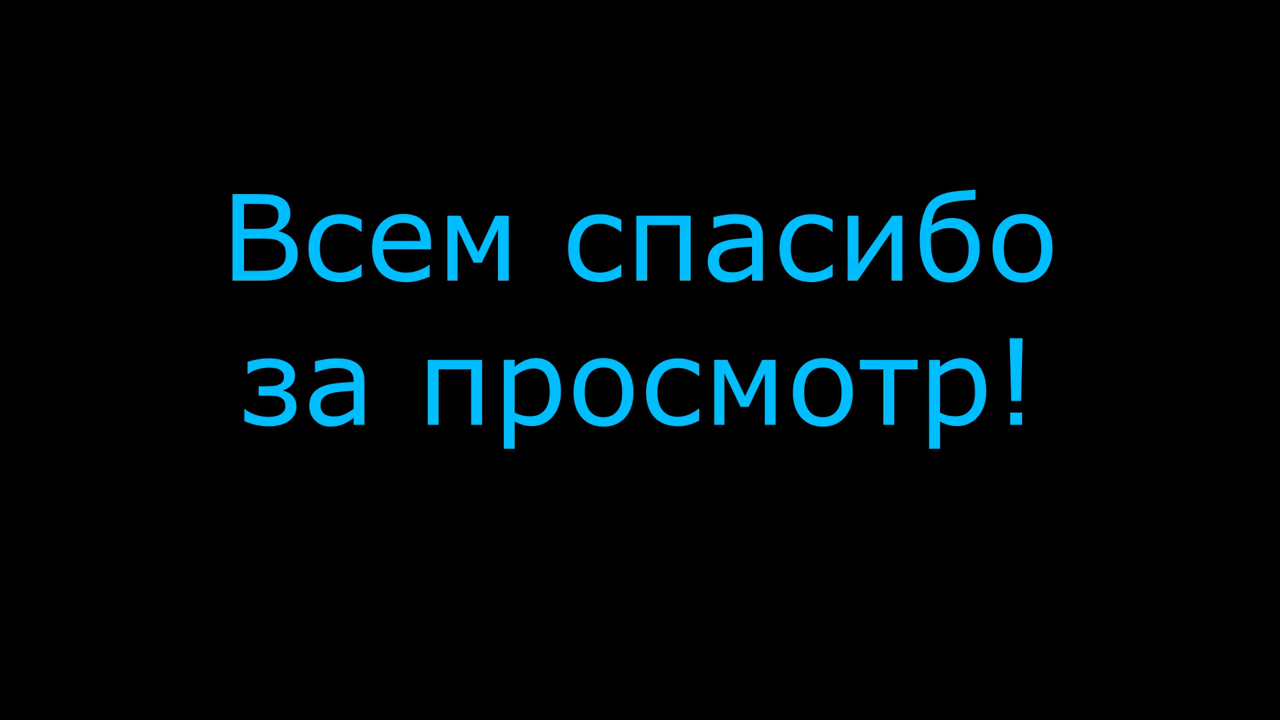 Всем спасибо
за просмотр!